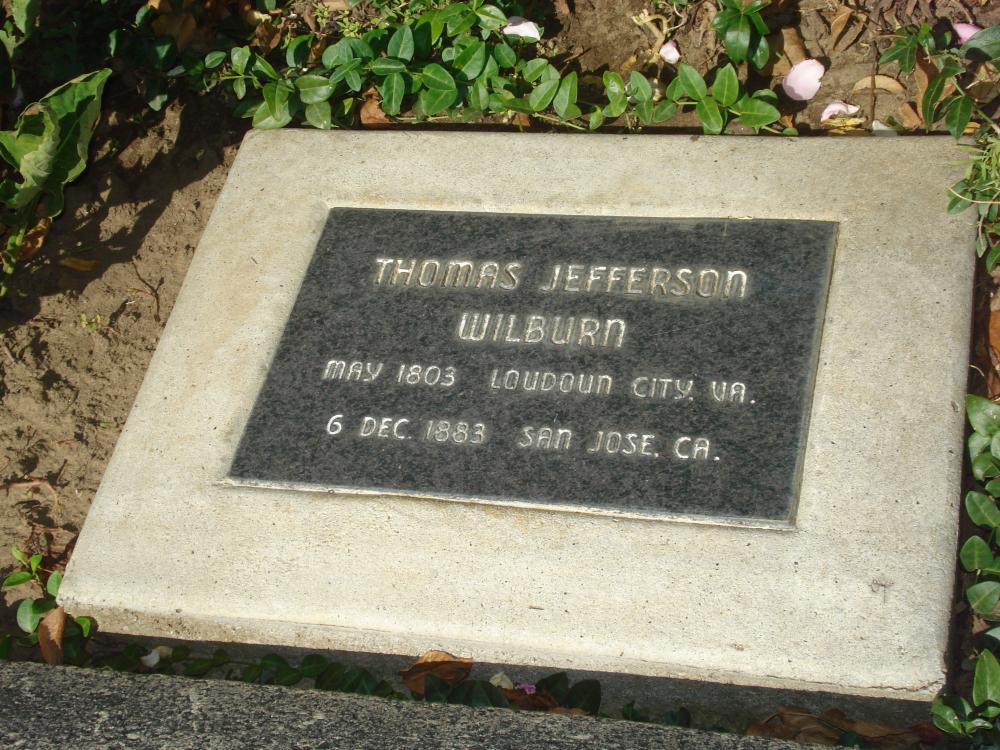 THOMAS JEFFERSON
WILBURN
MAY 1803 LOUDOUN CITY, VA.
6 DEC. 1883 SAN JOSE, CA.